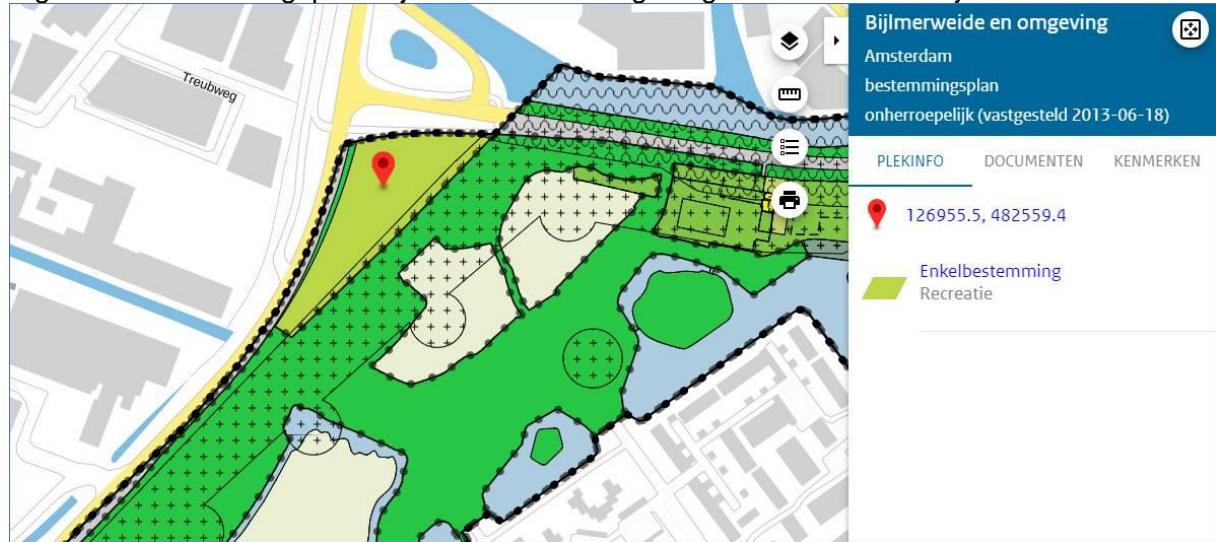 Treubweg
Bijlmerweide en omgeving
Amsterdam
bestemmingsplan
onherroepelijk (vastgesteld 2013-06-18)
PLEKINFO DOCUMENTEN KENMERKEN
126955.5, 482559.4
Enkelbestemming
Recreatie